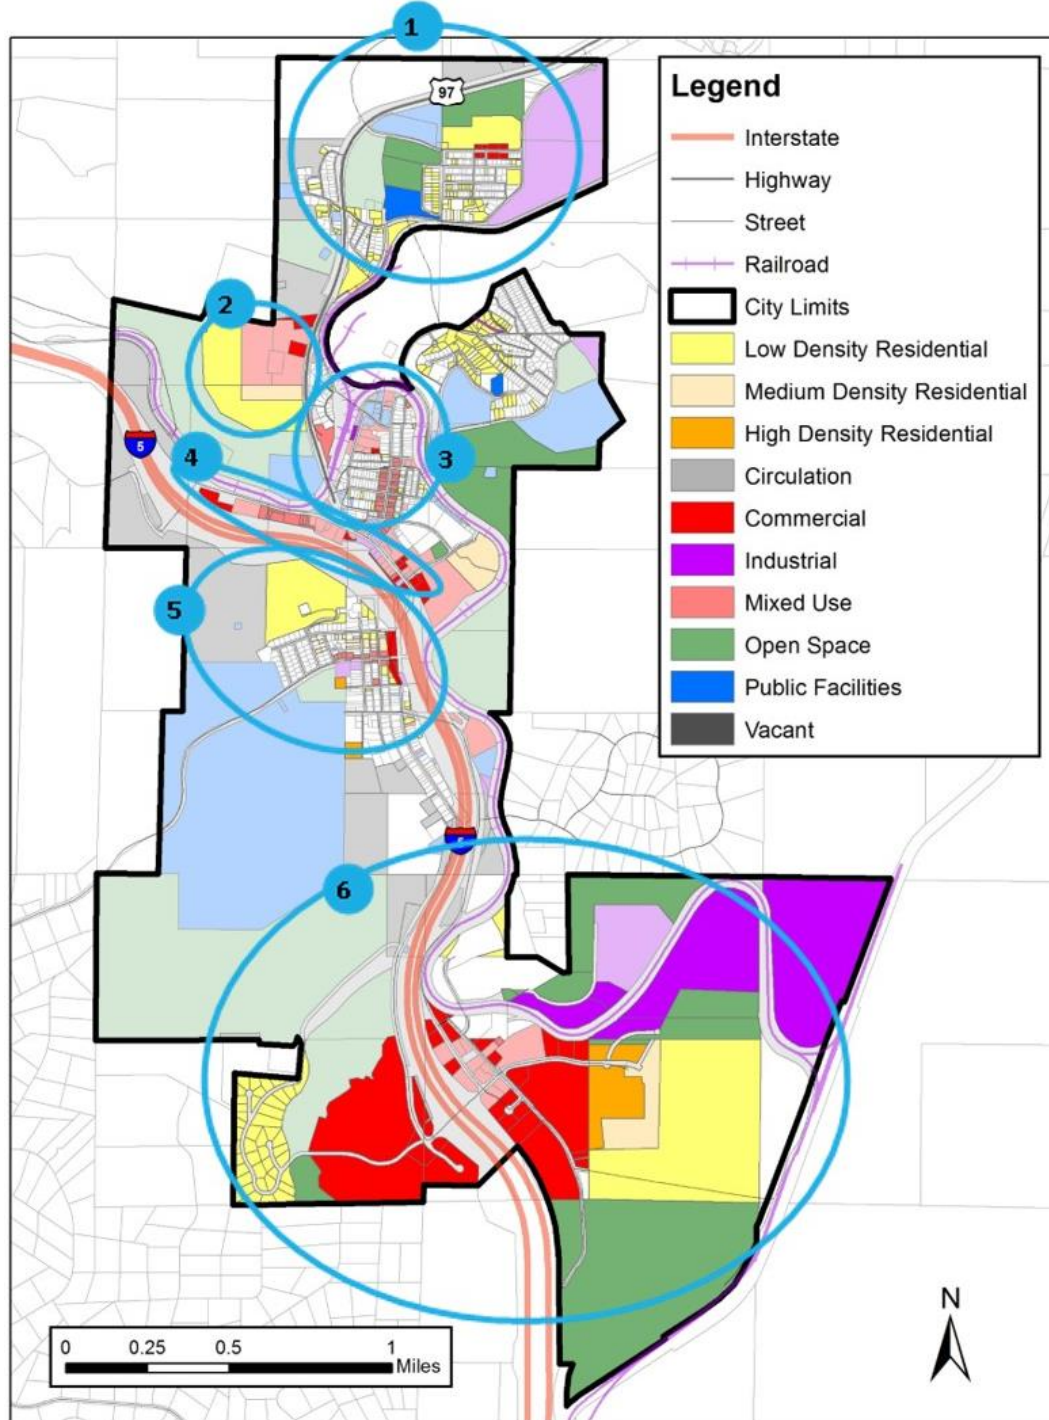 1
97
Legend
Interstate
Highway
Street
Railroad
City Limits
Low Density Residential
Medium Density Residential
High Density Residential
Circulation
Commercial
Industrial
Mixed Use
Open Space
Public Facilities
Vacant
2
5
3
4
5
5
6
N
0 0.25 0.5 1
Miles